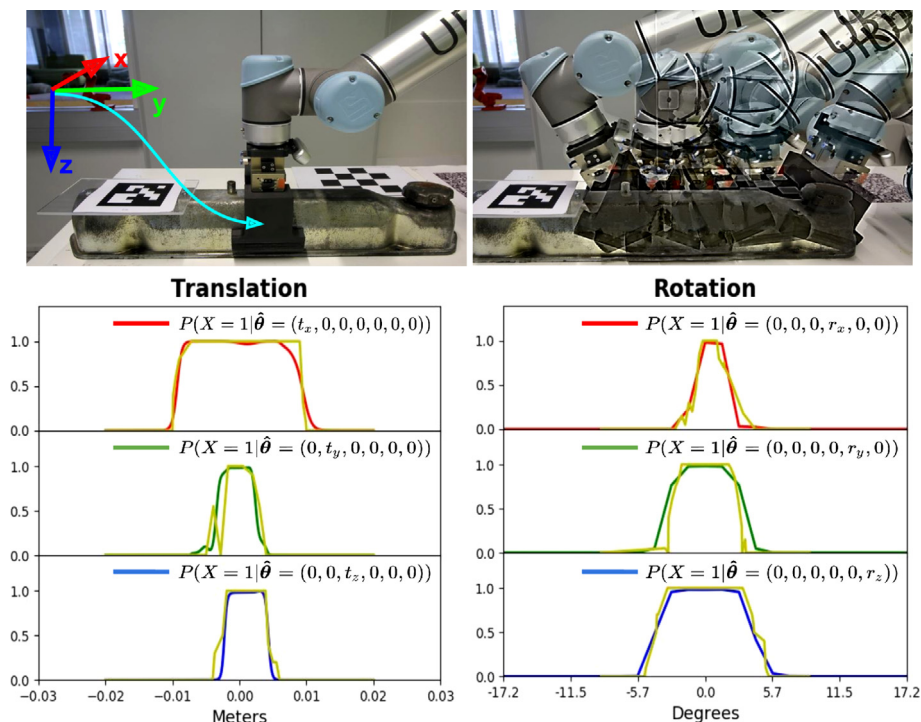 x
y
z
UR
UR
Translation
Rotation
P(X = 1|θ̂ = (t_x, 0, 0, 0, 0, 0, 0))
P(X = 1|θ̂ = (0, 0, 0, r_x, 0, 0))
1.0
0.5
0.0
1.0
0.5
0.0
P(X = 1|θ̂ = (0, t_y, 0, 0, 0, 0))
P(X = 1|θ̂ = (0, 0, 0, 0, r_y, 0))
1.0
0.5
0.0
1.0
0.5
0.0
P(X = 1|θ̂ = (0, 0, t_z, 0, 0, 0))
P(X = 1|θ̂ = (0, 0, 0, 0, 0, r_z))
1.0
0.5
0.0
1.0
0.5
0.0
−0.03 −0.02 −0.01 0.00 0.01 0.02 0.03
-17.2 -11.5 -5.7 0.0 5.7 11.5 17.2
Meters
Degrees